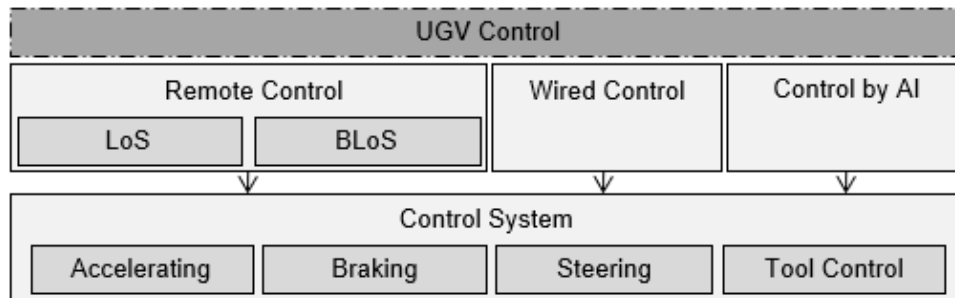 UGV Control
Remote Control
Wired Control
Control by AI
LoS
BLoS
Control System
Accelerating
Braking
Steering
Tool Control